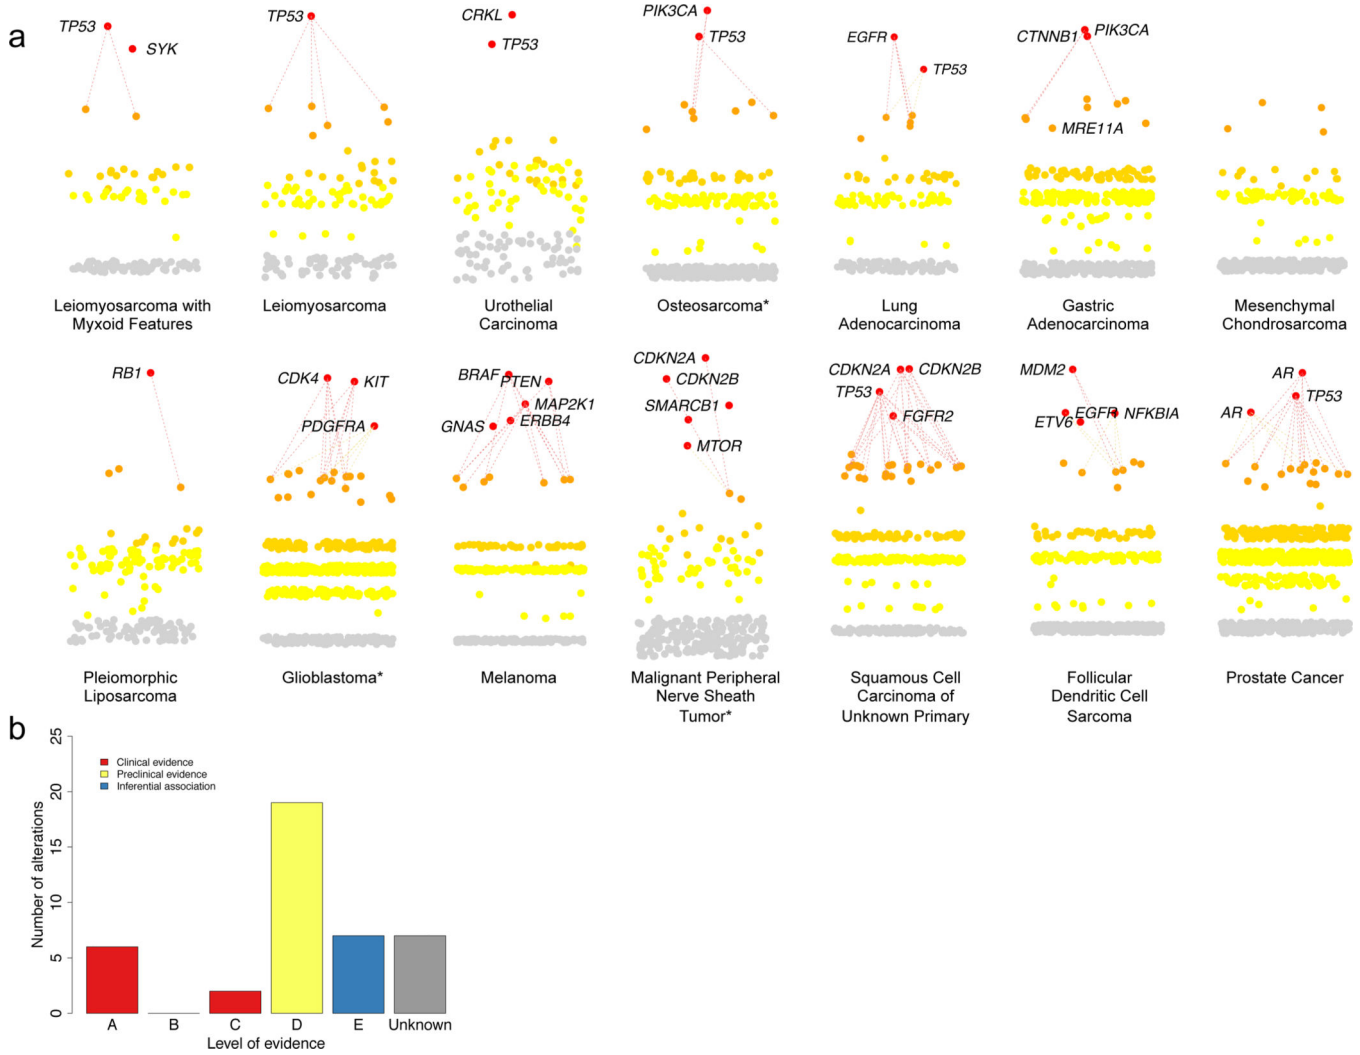 a
TP53
SYK
Leiomyosarcoma with
Myxoid Features
TP53
Leiomyosarcoma
CRKL
TP53
Urothelial
Carcinoma
PIK3CA
TP53
Osteosarcoma*
EGFR
TP53
Lung
Adenocarcinoma
CTNNB1
PIK3CA
MRE11A
Gastric
Adenocarcinoma
Mesenchymal
Chondrosarcoma
RB1
Pleiomorphic
Liposarcoma
CDK4
KIT
PDGFRA
Glioblastoma*
BRAF
PTEN
MAP2K1
GNAS
ERBB4
Melanoma
CDKN2A
CDKN2B
SMARCB1
MTOR
Malignant Peripheral
Nerve Sheath
Tumor*
CDKN2A
CDKN2B
TP53
FGFR2
Squamous Cell
Carcinoma of
Unknown Primary
MDM2
EGFR
NFKBIA
ETV6
Follicular
Dendritic Cell
Sarcoma
AR
TP53
AR
Prostate Cancer
b
Number of alterations
25
20
15
10
5
0
Clinical evidence
Preclinical evidence
Inferential association
A B C D E Unknown
Level of evidence